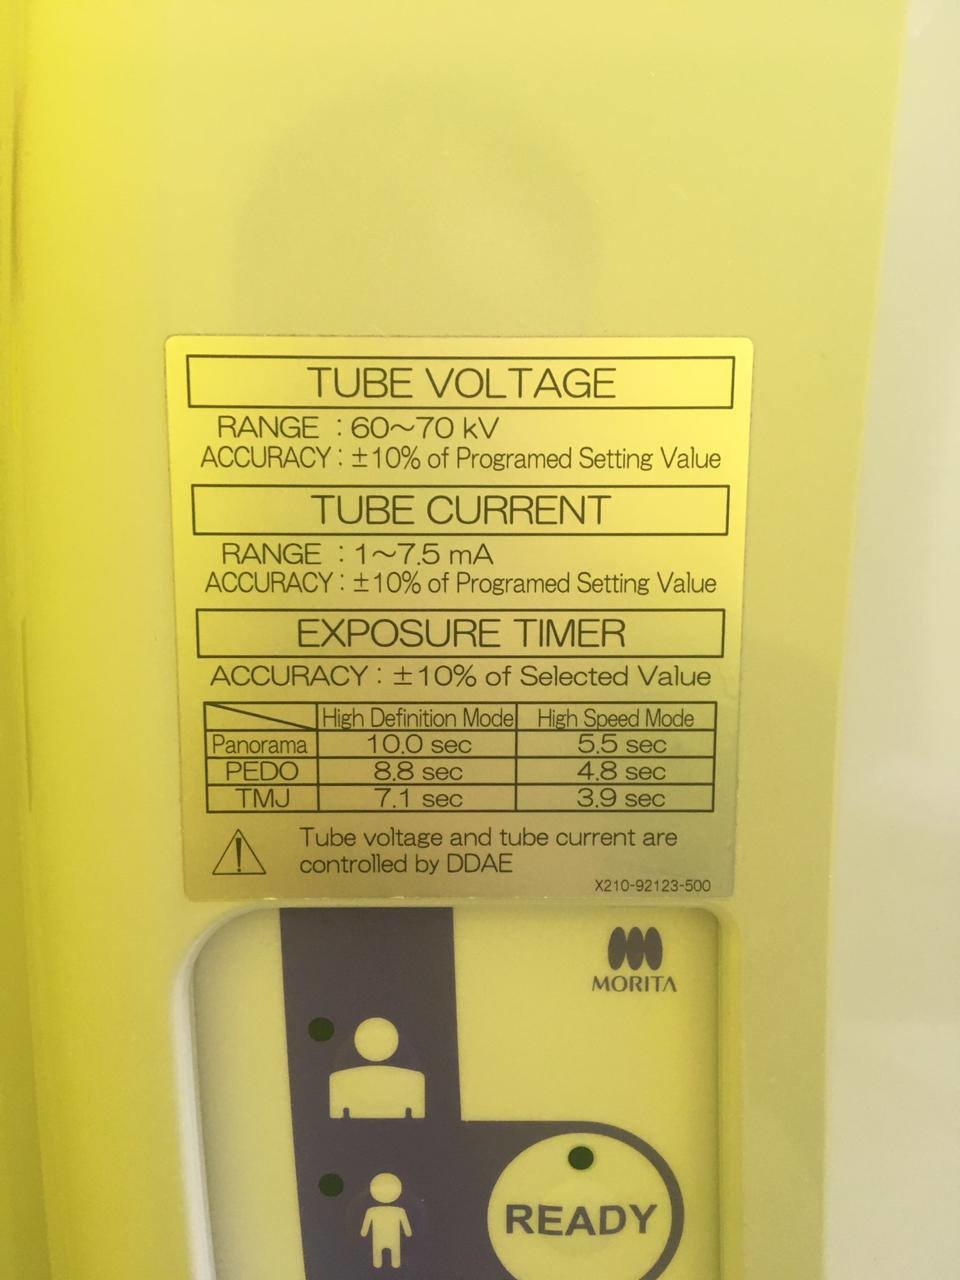 TUBE VOLTAGE
RANGE : 60~70 kV
ACCURACY : ±10% of Programed Setting Value
TUBE CURRENT
RANGE : 1~7.5 mA
ACCURACY : ±10% of Programed Setting Value
EXPOSURE TIMER
ACCURACY : ±10% of Selected Value
High Definition Mode High Speed Mode
Panorama 10.0 sec 5.5 sec
PEDO 8.8 sec 4.8 sec
TMJ 7.1 sec 3.9 sec
Tube voltage and tube current are
controlled by DDAE
X210-92123-500
MORITA
READY